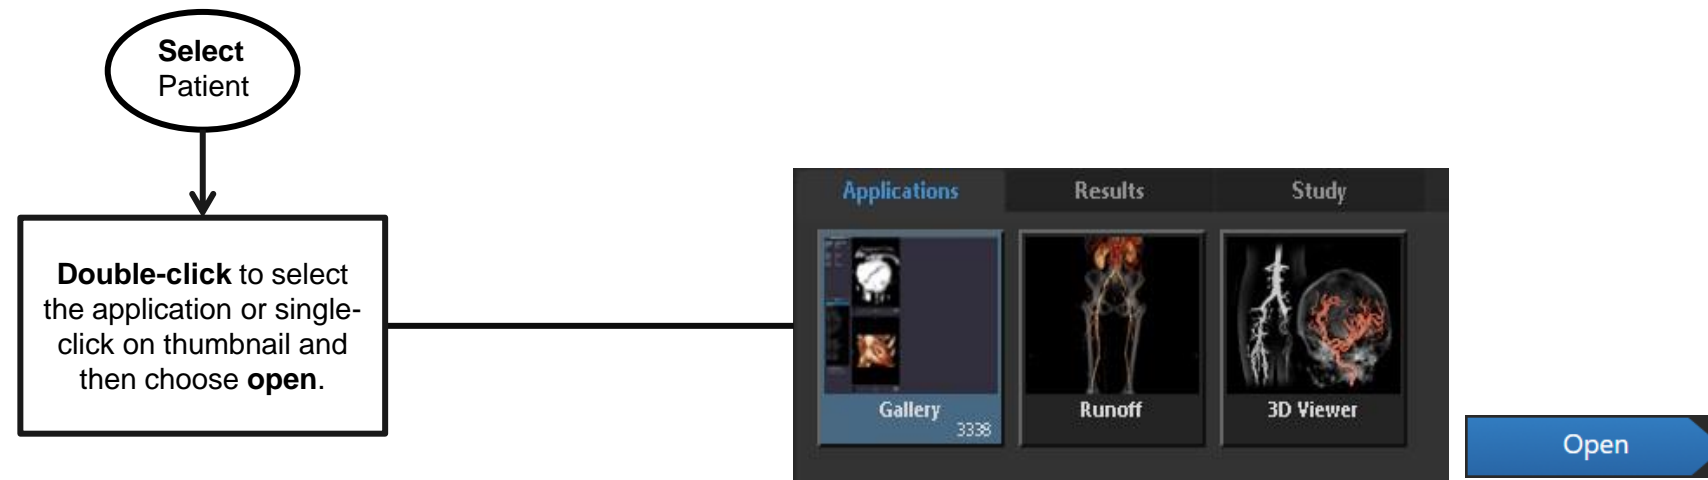 Select
Patient
Double-click to select
the application or single-
click on thumbnail and
then choose open.
Applications Results Study
Gallery
3338
Runoff
3D Viewer
Open